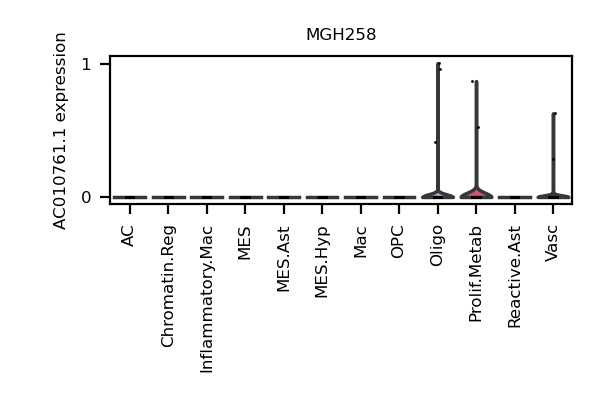 MGH258
AC010761.1 expression
1
0
AC
Chromatin.Reg
Inflammatory.Mac
MES
MES.Ast
MES.Hyp
Mac
OPC
Oligo
Prolif.Metab
Reactive.Ast
Vasc